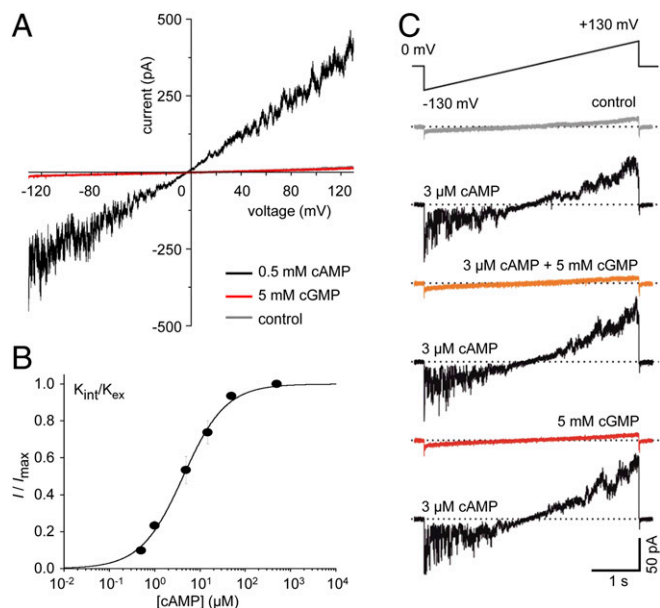 A
500
250
-250
-500
current (pA)
-120
-80
-40
0
40
80
120
voltage (mV)
0.5 mM cAMP
5 mM cGMP
control
B
K_int/K_ex
1.0
0.8
0.6
0.4
0.2
0.0
I / I_max
10⁻²
10⁻¹
10⁰
10¹
10²
10³
10⁴
[cAMP] (µM)
C
+130 mV
0 mV
-130 mV
control
3 µM cAMP
3 µM cAMP + 5 mM cGMP
3 µM cAMP
5 mM cGMP
3 µM cAMP
50 pA
1 s